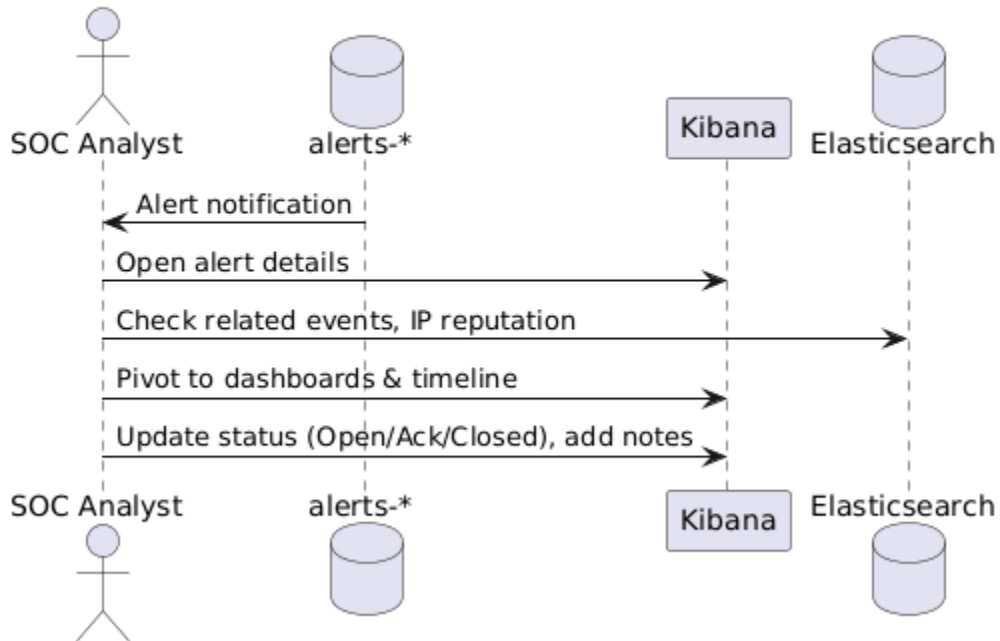 SOC Analyst
alerts-*
Kibana
Elasticsearch
Alert notification
Open alert details
Check related events, IP reputation
Pivot to dashboards & timeline
Update status (Open/Ack/Closed), add notes
SOC Analyst
alerts-*
Kibana
Elasticsearch